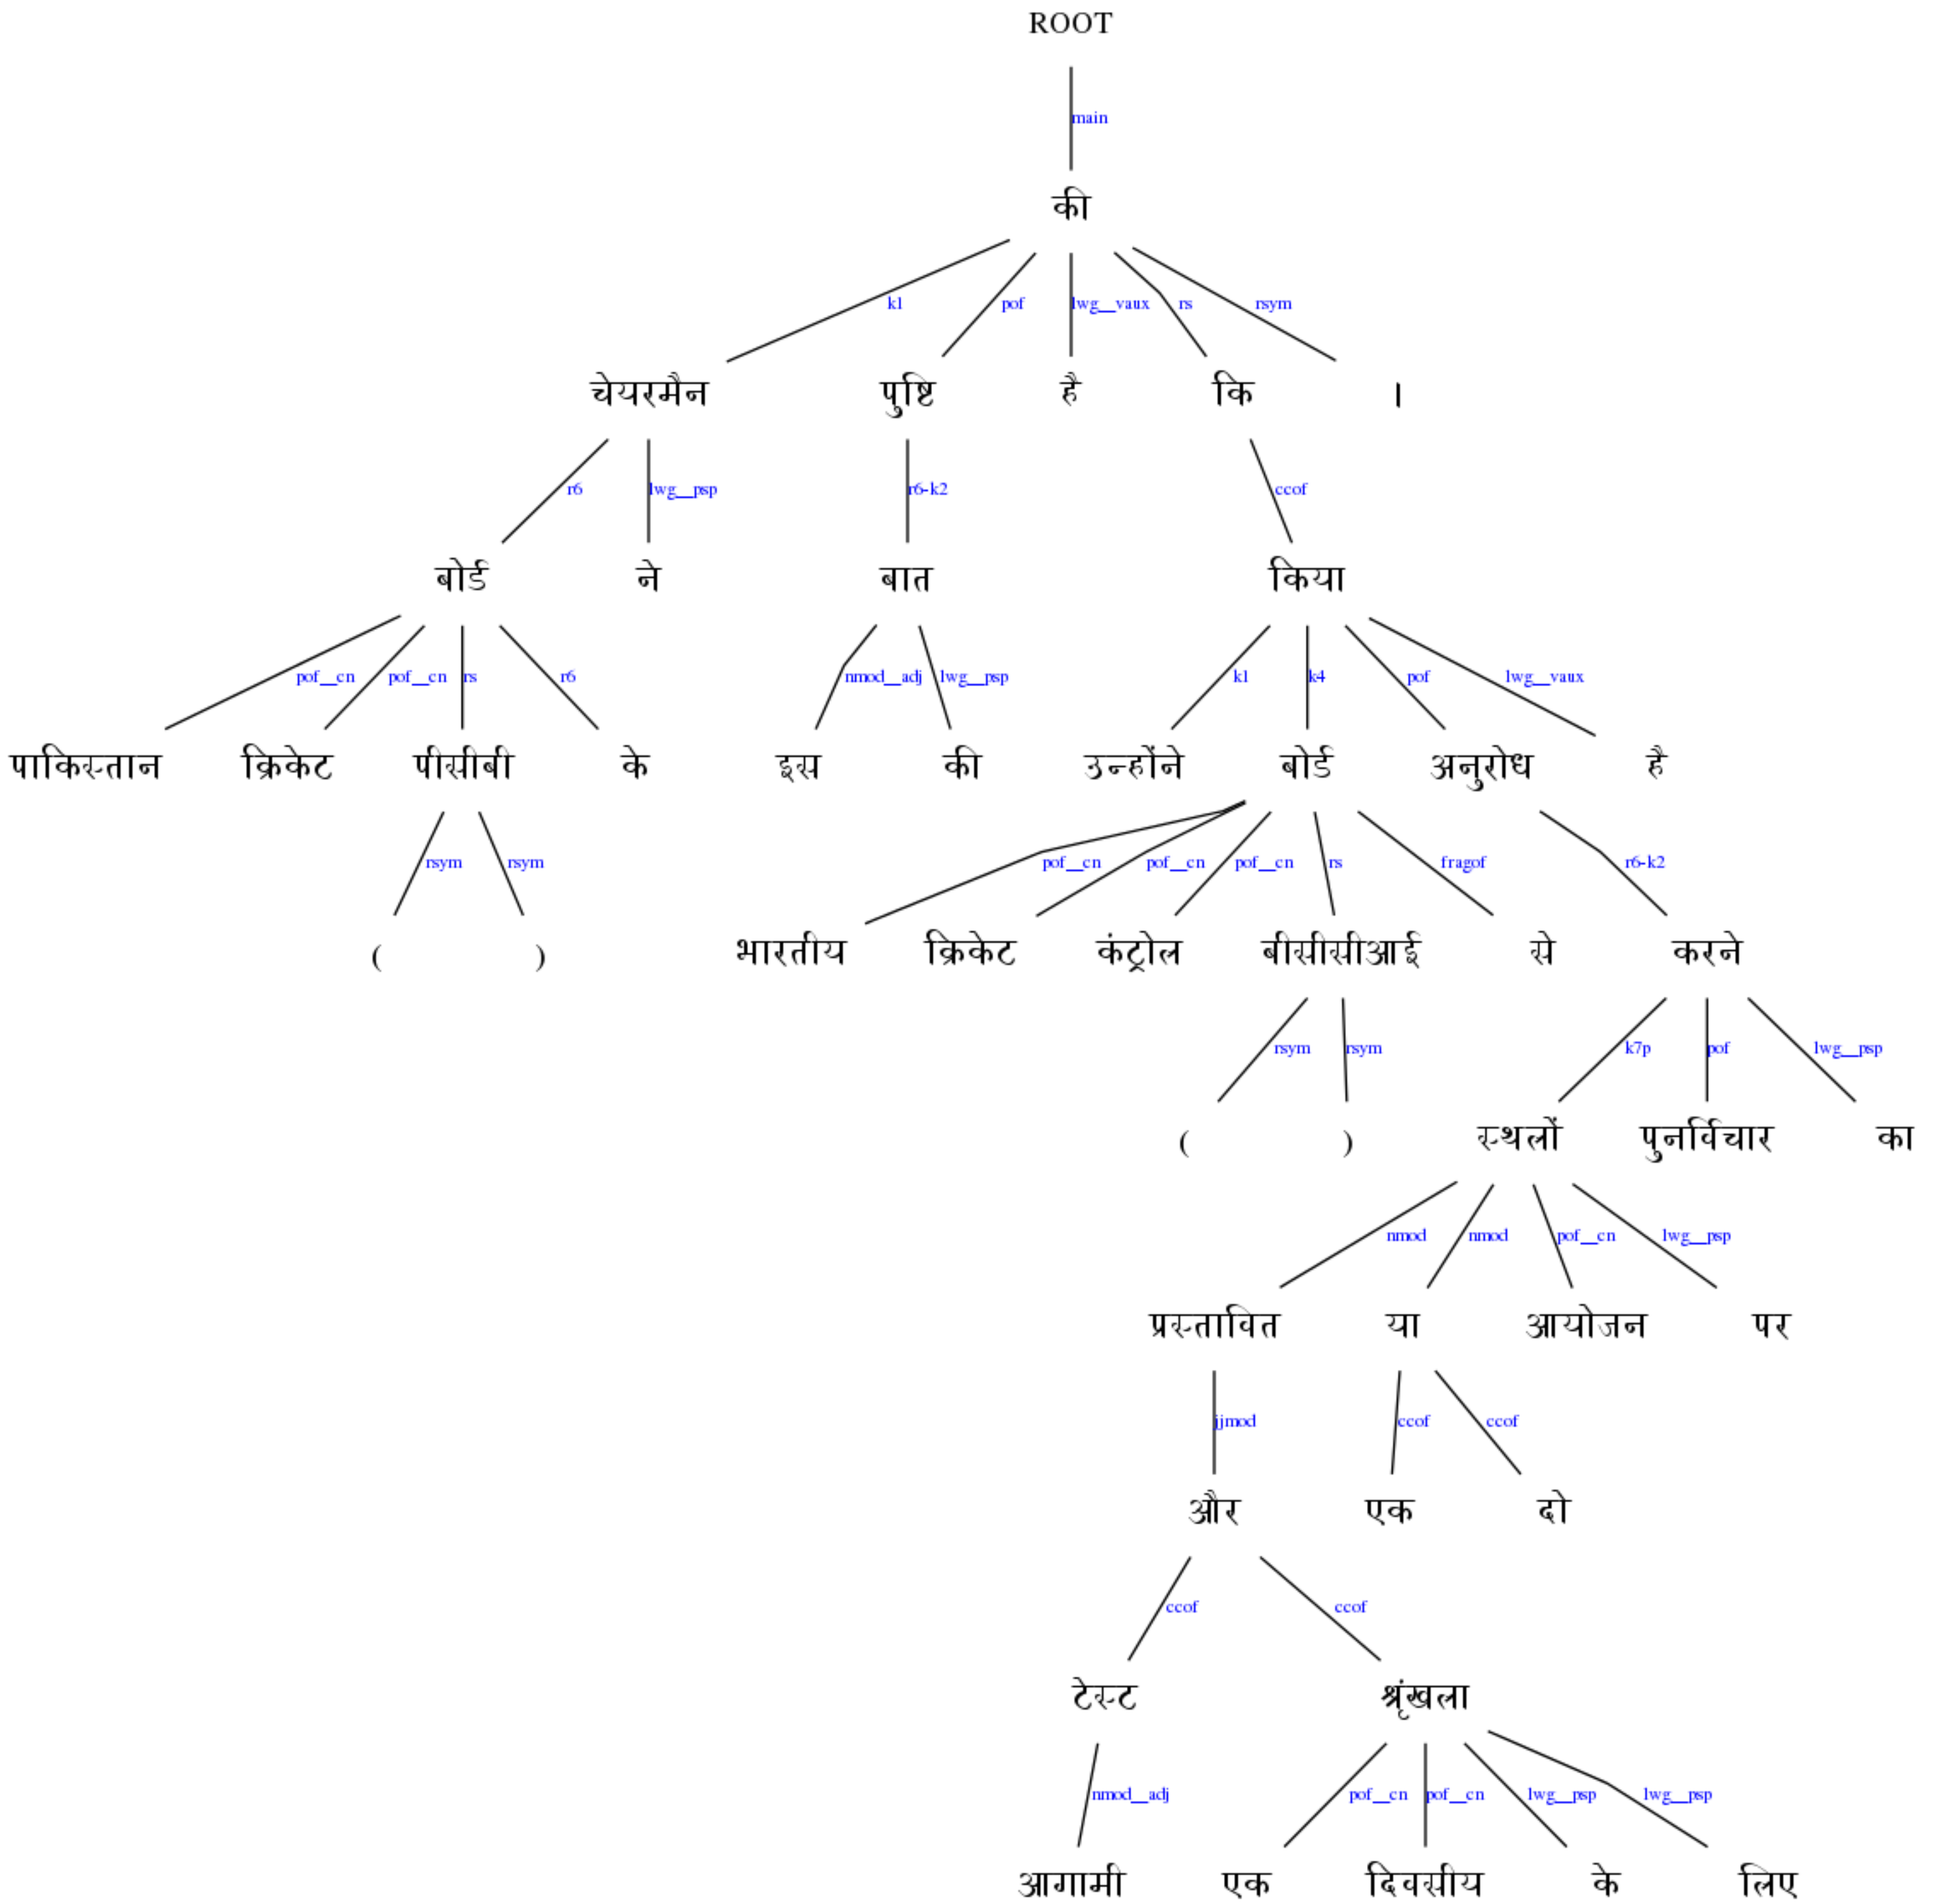 ROOT
main
की
k1 pof lwg__vaux rs rsym
चेयरमैन पुष्टि है कि ।
r6 lwg__psp r6-k2 ccof
बोर्ड ने बात किया
pof__cn pof__cn rs r6 nmod__adj lwg__psp k1 k4 pof lwg__vaux
पाकिस्तान क्रिकेट पीसीबी के इस की उन्होंने बोर्ड अनुरोध है
rsym rsym pof__cn pof__cn pof__cn rs fragof r6-k2
( ) भारतीय क्रिकेट कंट्रोल बीसीसीआई से करने
rsym rsym k7p pof lwg__psp
( ) स्थलों पुनर्विचार का
nmod nmod pof__cn lwg__psp
प्रस्तावित या आयोजन पर
jjmod ccof ccof
और एक दो
ccof ccof
टेस्ट श्रृंखला
nmod__adj pof__cn pof__cn lwg__psp lwg__psp
आगामी एक दिवसीय के लिए